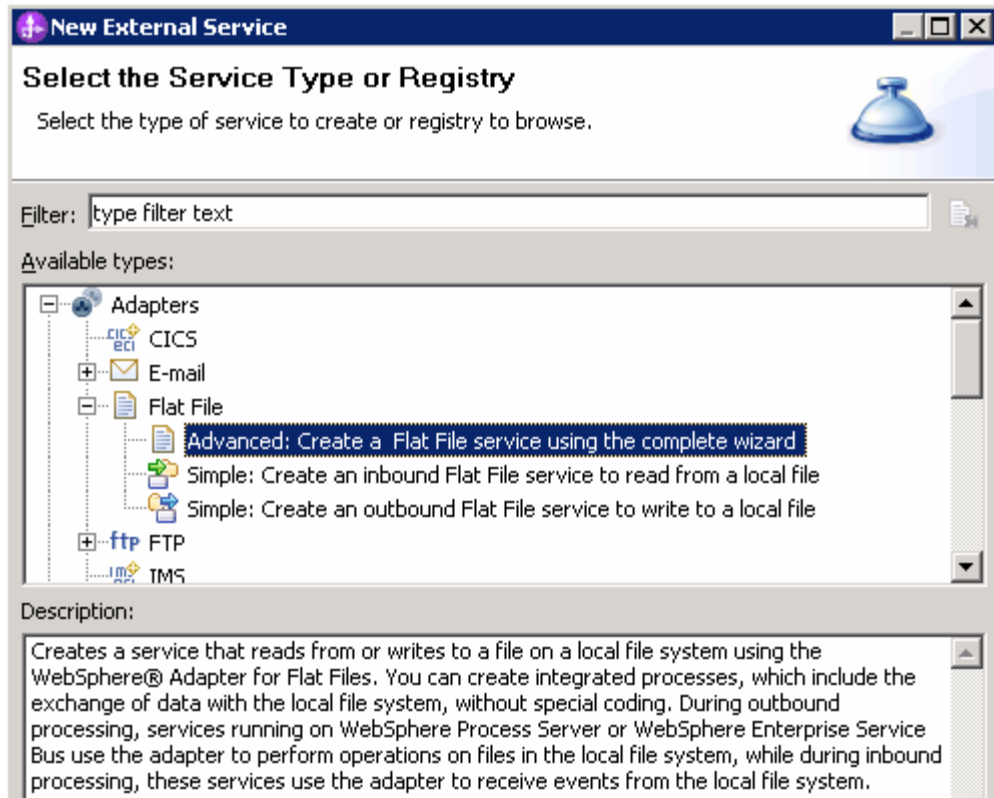 New External Service
Select the Service Type or Registry
Select the type of service to create or registry to browse.
Filter: type filter text
Available types:
Adapters
CICS ECI CICS
E-mail
Flat File
Advanced: Create a Flat File service using the complete wizard
Simple: Create an inbound Flat File service to read from a local file
Simple: Create an outbound Flat File service to write to a local file
ftp FTP
IMS IMS
Description:
Creates a service that reads from or writes to a file on a local file system using the
WebSphere® Adapter for Flat Files. You can create integrated processes, which include the
exchange of data with the local file system, without special coding. During outbound
processing, services running on WebSphere Process Server or WebSphere Enterprise Service
Bus use the adapter to perform operations on files in the local file system, while during inbound
processing, these services use the adapter to receive events from the local file system.